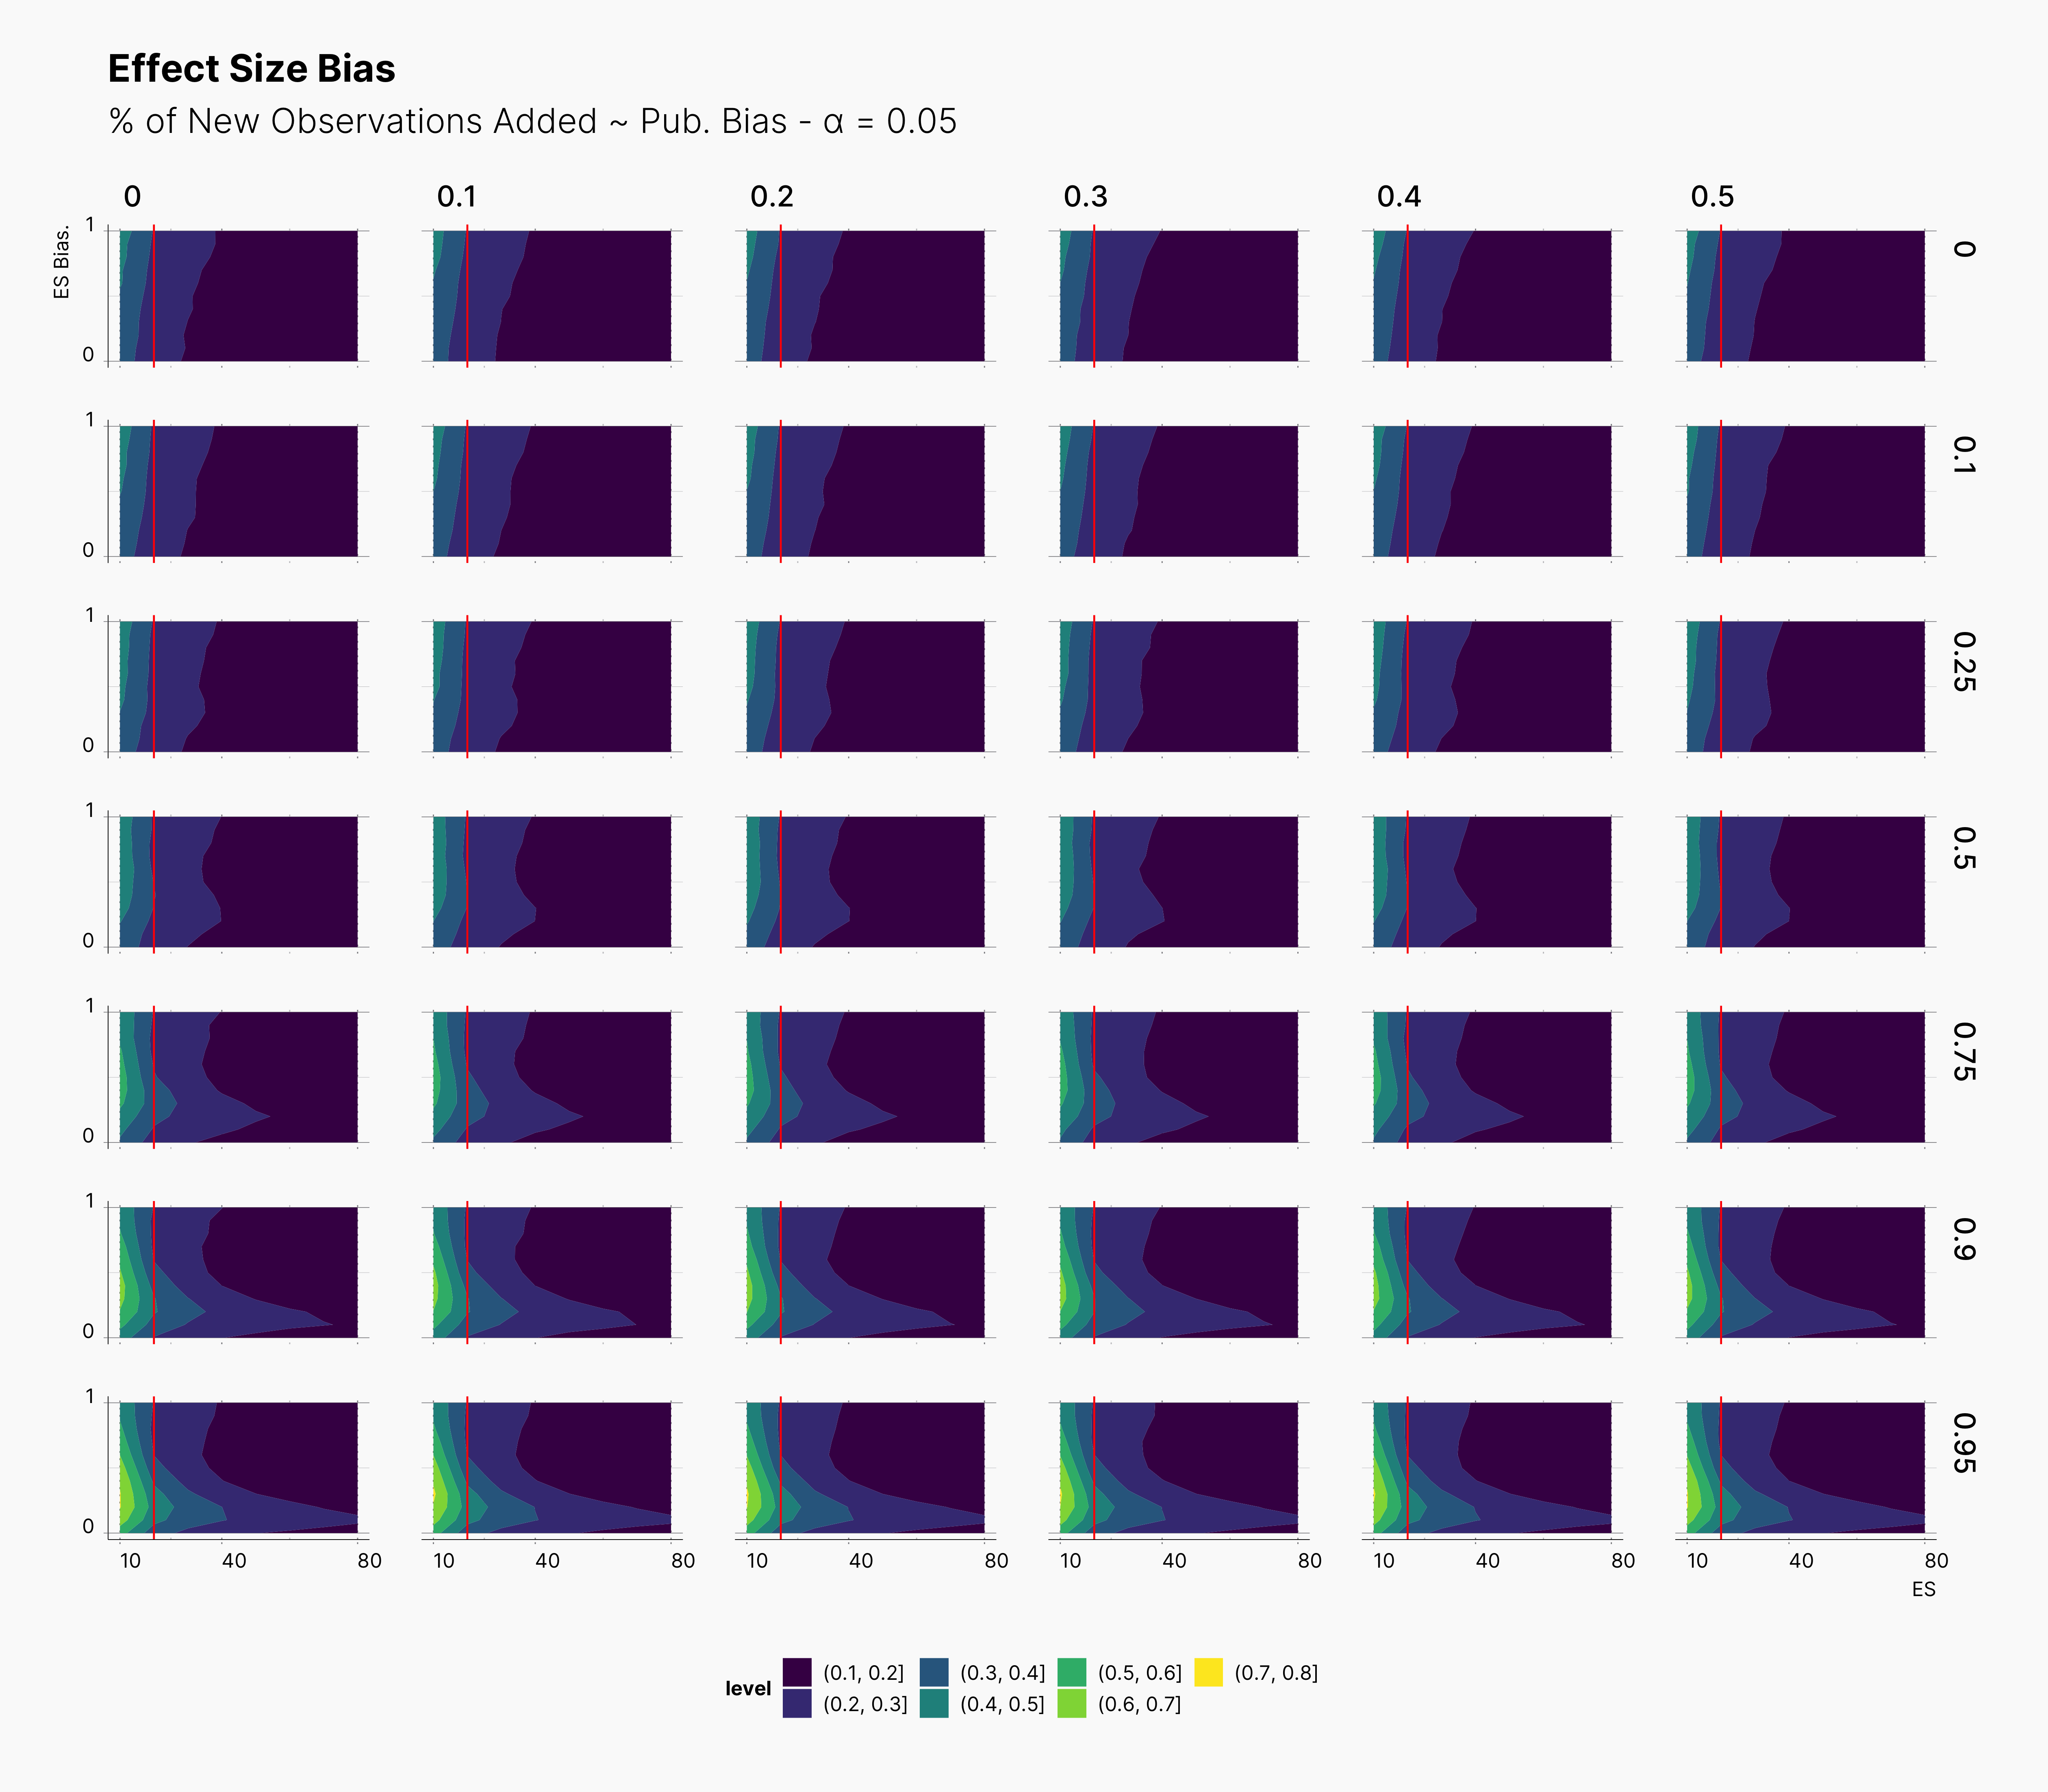 Effect Size Bias
% of New Observations Added ~ Pub. Bias - α = 0.05
0 0.1 0.2 0.3 0.4 0.5
ES Bias.
1
0
0
1
0
0.1
1
0
0.25
1
0
0.5
1
0
0.75
1
0
0.9
1
0
0.95
10 40 80 10 40 80 10 40 80 10 40 80 10 40 80 10 40 80
ES
level
(0.1, 0.2] (0.3, 0.4] (0.5, 0.6] (0.7, 0.8]
(0.2, 0.3] (0.4, 0.5] (0.6, 0.7]